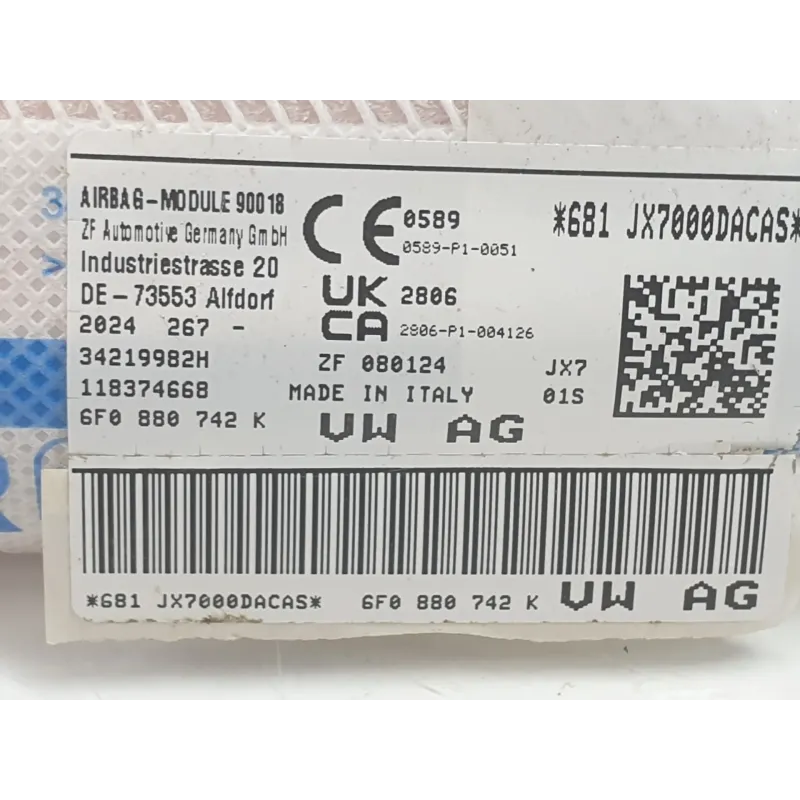 AIRBAG-MODULE 90018
ZF Automotive Germany GmbH
Industriestrasse 20
DE-73553 Alfdorf
2024 267 -
34219982H
118374668
6F0 880 742 K
CE 0589
0589-P1-0051
UK CA 2806
2806-P1-004126
ZF 080124
MADE IN ITALY
VW AG
*681 JX7000DACAS*
JX7
01S
*681 JX7000DACAS* 6F0 880 742 K VW AG